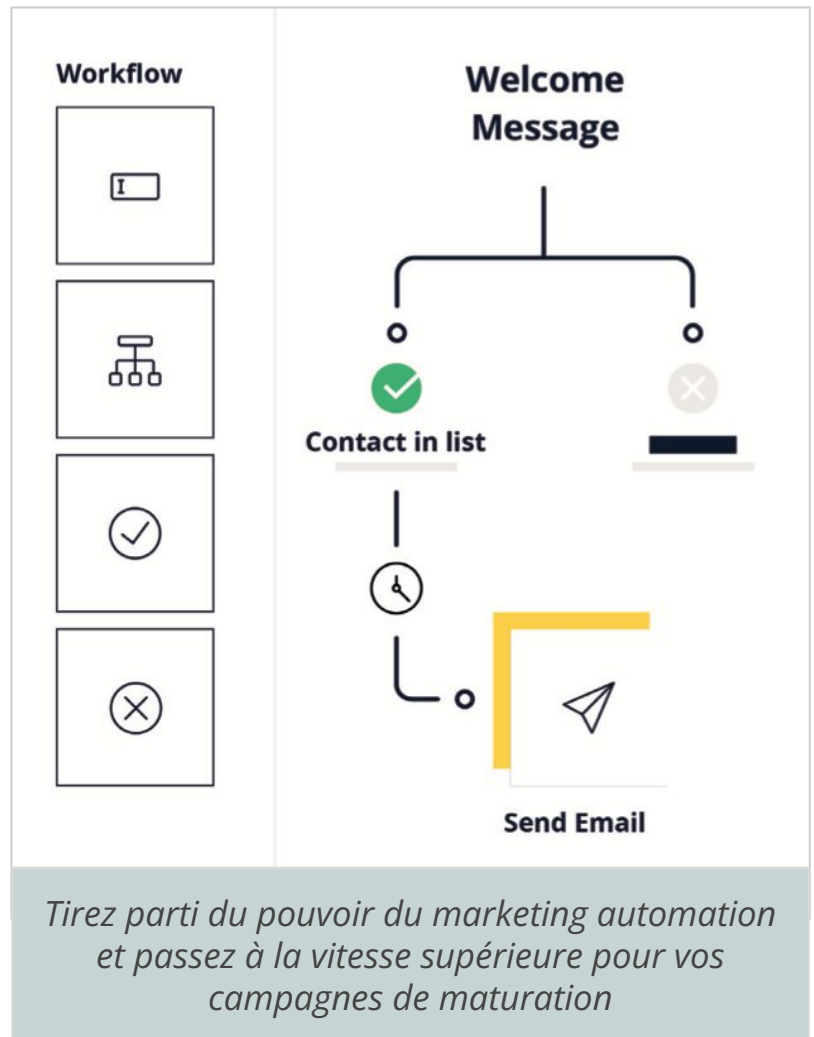 Workflow
Welcome
Message
Contact in list
Send Email
Tirez parti du pouvoir du marketing automation
et passez à la vitesse supérieure pour vos
campagnes de maturation